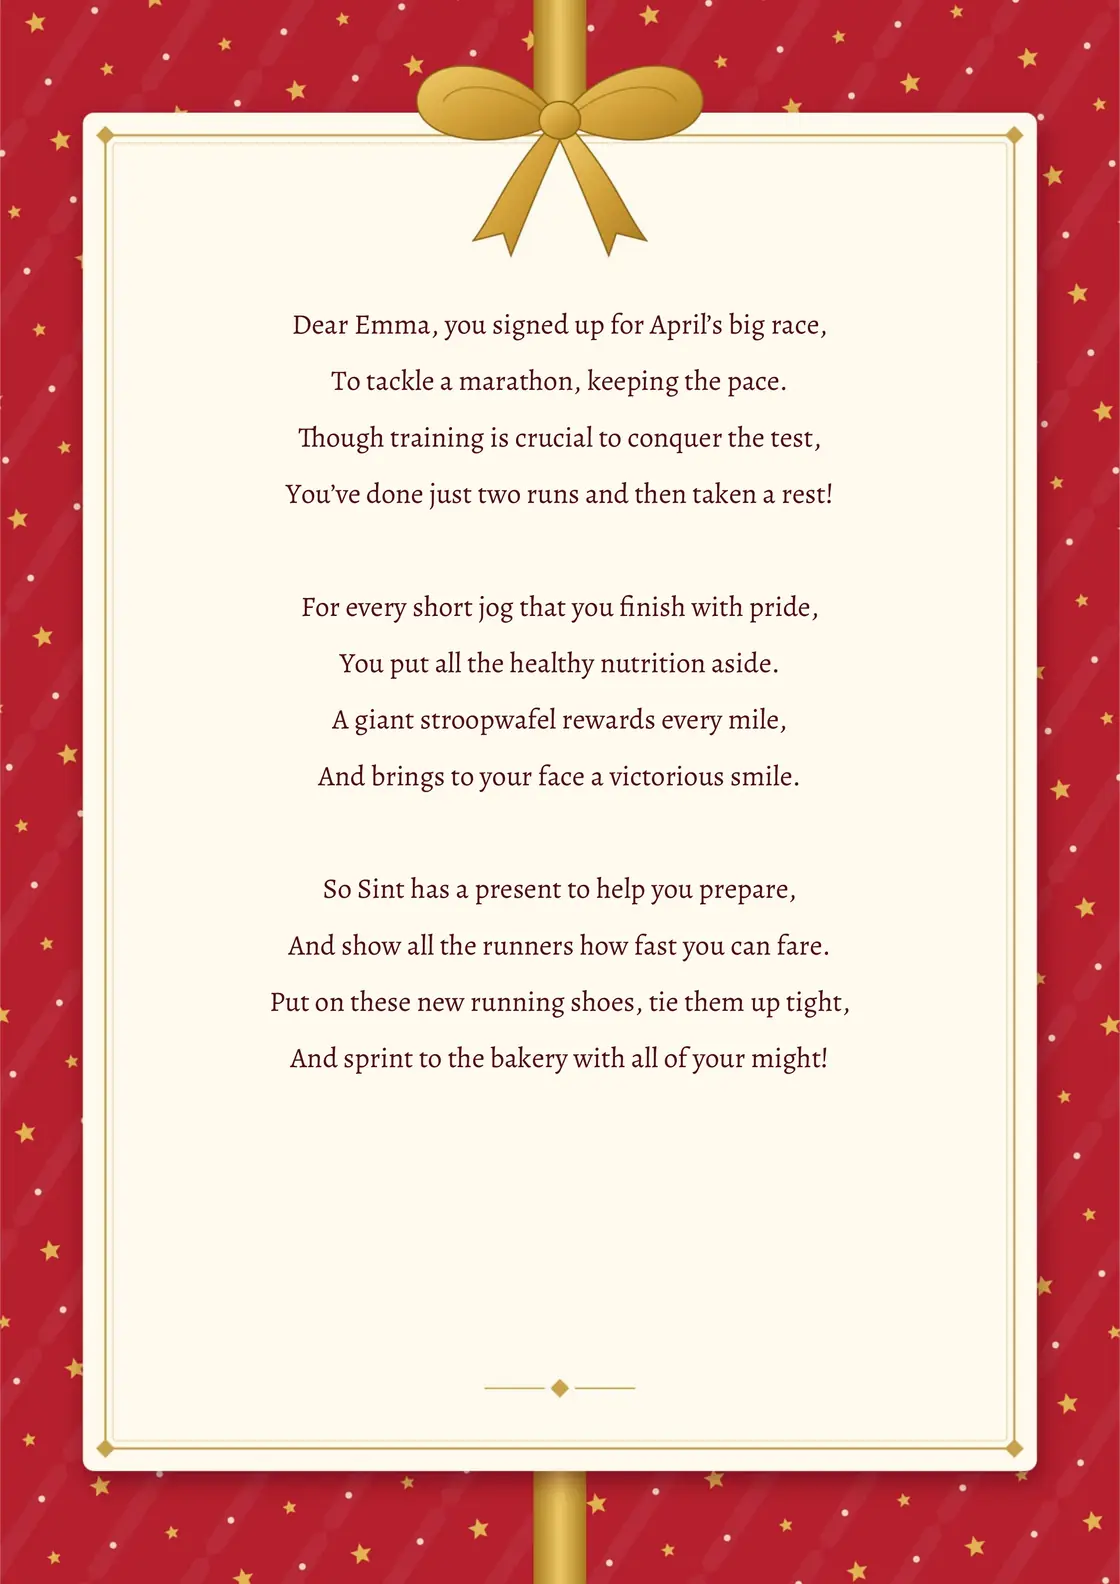 Dear Emma, you signed up for April’s big race,
To tackle a marathon, keeping the pace.
Though training is crucial to conquer the test,
You’ve done just two runs and then taken a rest!
For every short jog that you finish with pride,
You put all the healthy nutrition aside.
A giant stroopwafel rewards every mile,
And brings to your face a victorious smile.
So Sint has a present to help you prepare,
And show all the runners how fast you can fare.
Put on these new running shoes, tie them up tight,
And sprint to the bakery with all of your might!